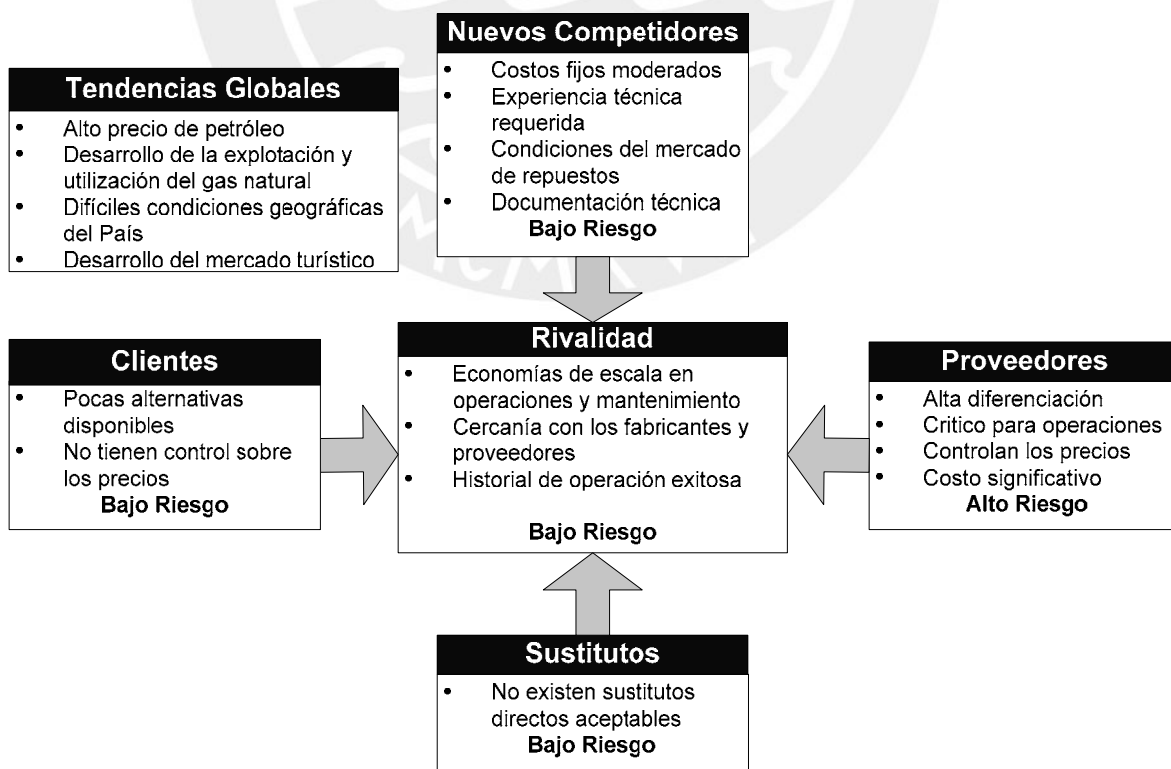 Nuevos Competidores
• Costos fijos moderados
• Experiencia técnica
requerida
• Condiciones del mercado
de repuestos
• Documentación técnica
Bajo Riesgo
Tendencias Globales
• Alto precio de petróleo
• Desarrollo de la explotación y
utilización del gas natural
• Difíciles condiciones geográficas
del País
• Desarrollo del mercado turístico
Clientes
• Pocas alternativas
disponibles
• No tienen control sobre
los precios
Bajo Riesgo
Rivalidad
• Economías de escala en
operaciones y mantenimiento
• Cercanía con los fabricantes y
proveedores
• Historial de operación exitosa
Bajo Riesgo
Proveedores
• Alta diferenciación
• Critico para operaciones
• Controlan los precios
• Costo significativo
Alto Riesgo
Sustitutos
• No existen sustitutos
directos aceptables
Bajo Riesgo